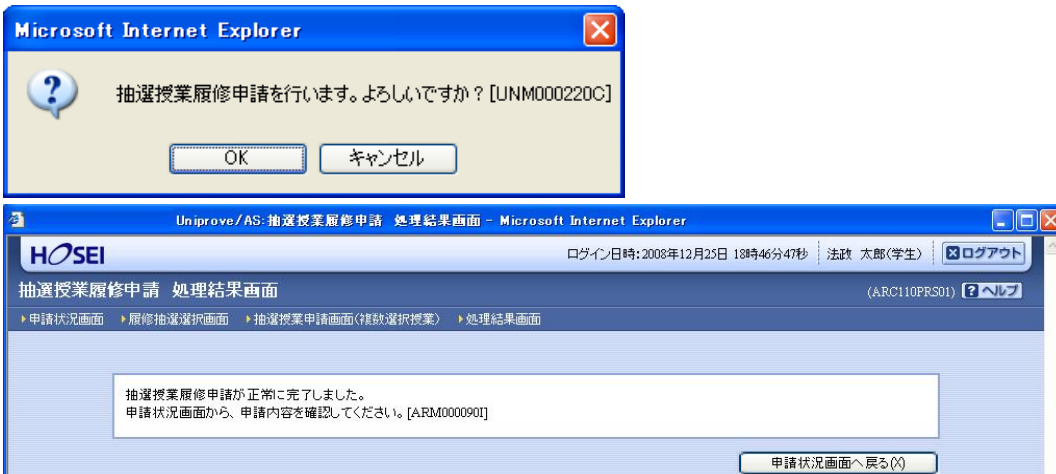 Microsoft Internet Explorer
抽選授業履修申請を行います。よろしいですか？[UNM000220C]
OK
キャンセル
Uniprove/AS:抽選授業履修申請 処理結果画面 - Microsoft Internet Explorer
HOSEI
ログイン日時:2008年12月25日 18時46分47秒 法政 太郎(学生) ログアウト
抽選授業履修申請 処理結果画面
(ARC110PRS01) ? ヘルプ
申請状況画面 履修抽選選択画面 抽選授業申請画面(複数選択授業) 処理結果画面
抽選授業履修申請が正常に完了しました。
申請状況画面から、申請内容を確認してください。[ARM000090I]
申請状況画面へ戻る(X)